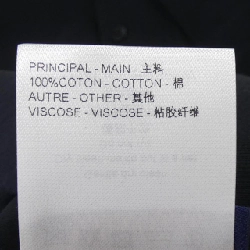 PRINCIPAL - MAIN - 主料
100%COTON - COTTON - 棉
AUTRE - OTHER - 其他
VISCOSE - VISCOSE - 粘胶纤维